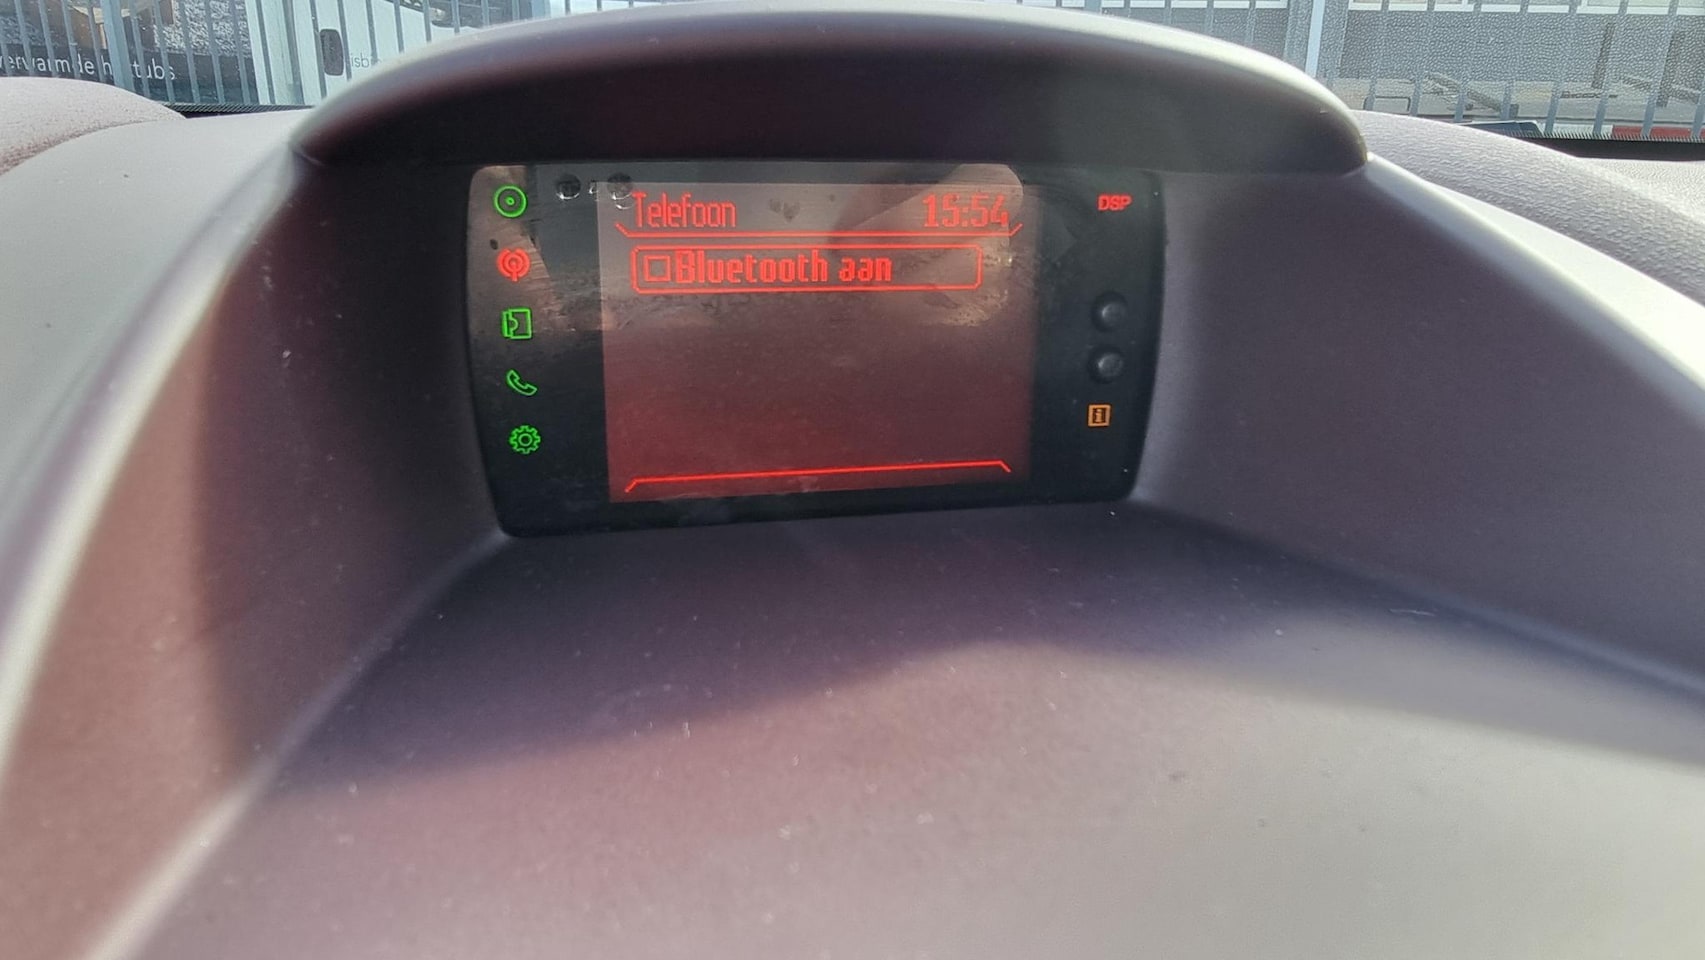 Telefoon 15:54
DSP
Bluetooth aan